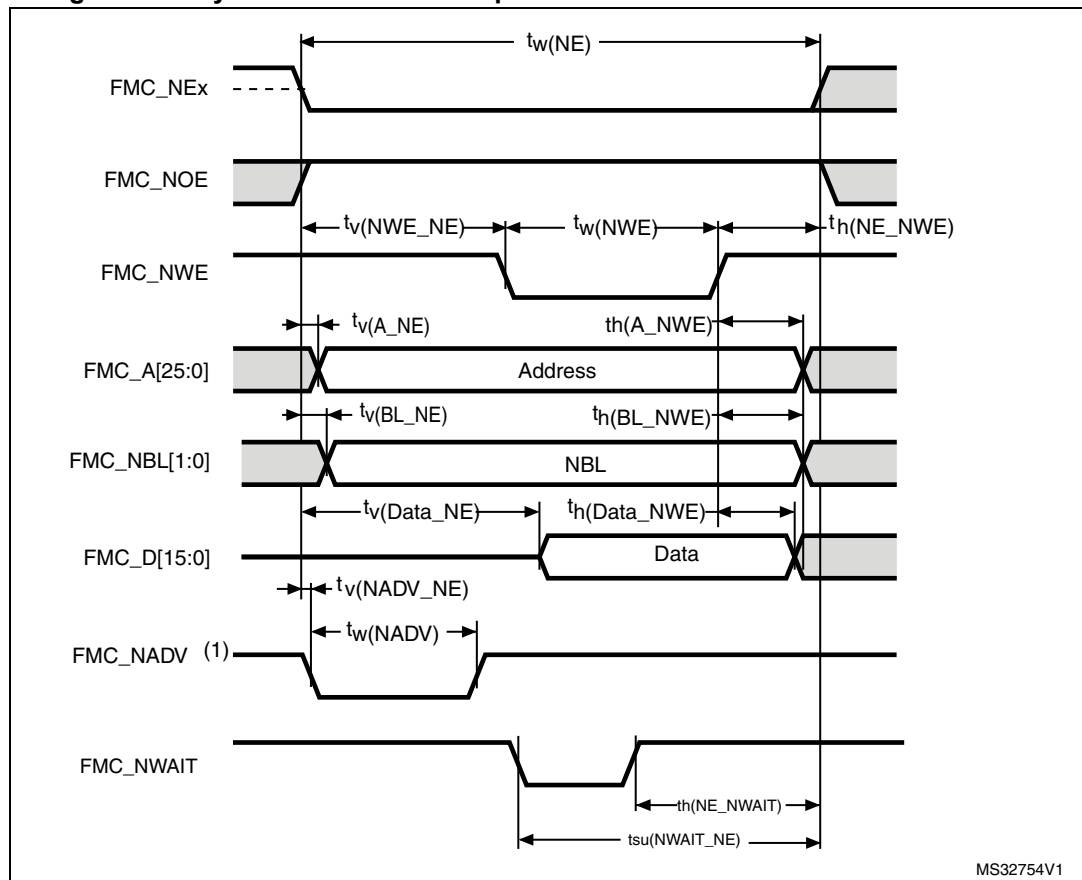 tw(NE)
FMC_NEx
FMC_NOE
tv(NWE_NE)
tw(NWE)
th(NE_NWE)
FMC_NWE
tv(A_NE)
th(A_NWE)
FMC_A[25:0]
Address
tv(BL_NE)
th(BL_NWE)
FMC_NBL[1:0]
NBL
tv(Data_NE)
th(Data_NWE)
FMC_D[15:0]
Data
tv(NADV_NE)
tw(NADV)
FMC_NADV (1)
FMC_NWAIT
th(NE_NWAIT)
tsu(NWAIT_NE)
MS32754V1